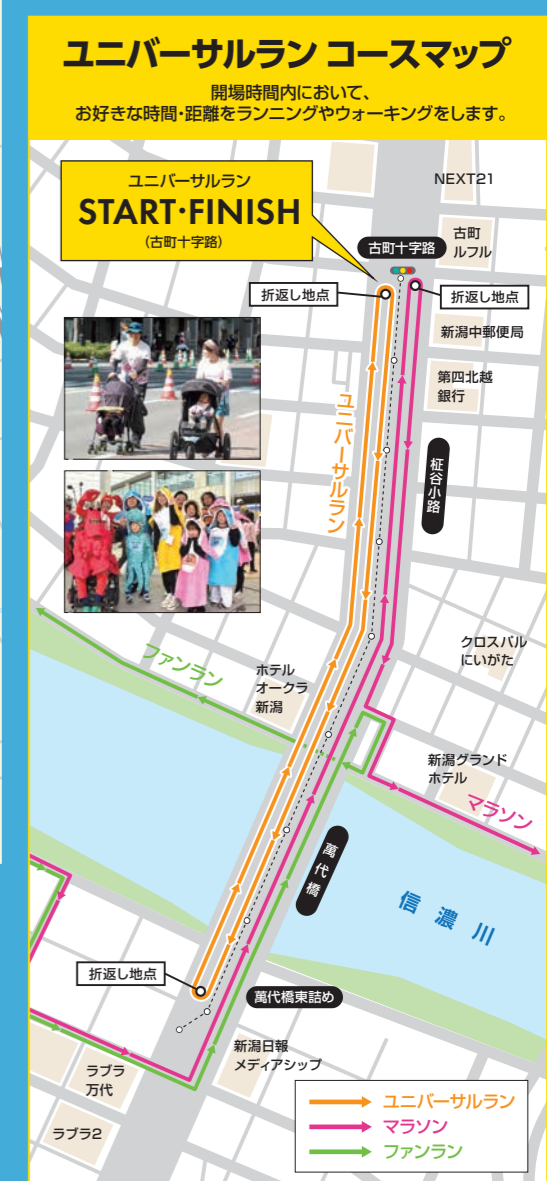 ユニバーサルラン コースマップ
開場時間内において、
お好きな時間・距離をランニングやウォーキングをします。
ユニバーサルラン
START・FINISH
(古町十字路)
NEXT21
古町
ルフル
古町十字路
折返し地点
折返し地点
新潟中郵便局
第四北越
銀行
ユニバーサルラン
柾谷小路
クロスパル
にいがた
ファンラン
ホテル
オークラ
新潟
新潟グランド
ホテル
マラソン
萬代橋
信濃川
折返し地点
萬代橋東詰め
新潟日報
メディアシップ
ラブラ
万代
ラブラ2
ユニバーサルラン
マラソン
ファンラン